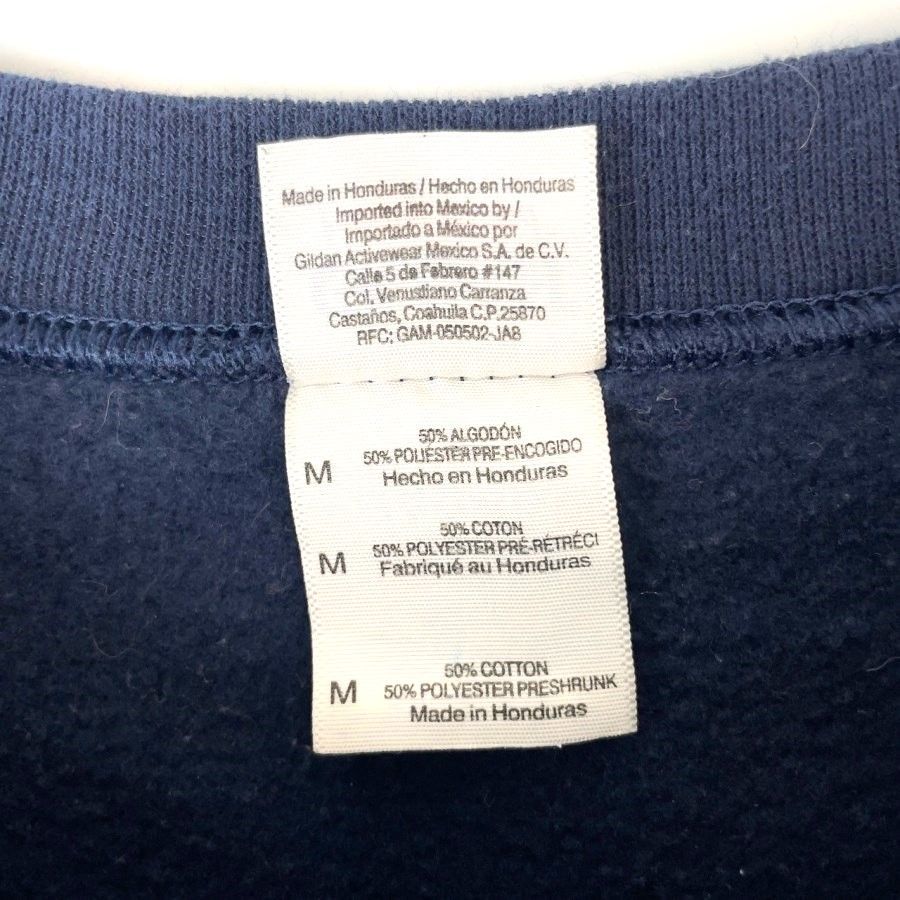 Made in Honduras / Hecho en Honduras
Imported into Mexico by /
Importado a México por
Gildan Activewear Mexico S.A. de C.V.
Calle 5 de Febrero #147
Col. Venustiano Carranza
Castaños, Coahuila C.P. 25870
RFC: GAM-050502-JA8
50% ALGODÓN
50% POLIÉSTER PRE-ENCOGIDO
M
Hecho en Honduras
50% COTON
50% POLYESTER PRÉ-RÉTRÉCI
M
Fabriqué au Honduras
50% COTTON
50% POLYESTER PRESHRUNK
M
Made in Honduras